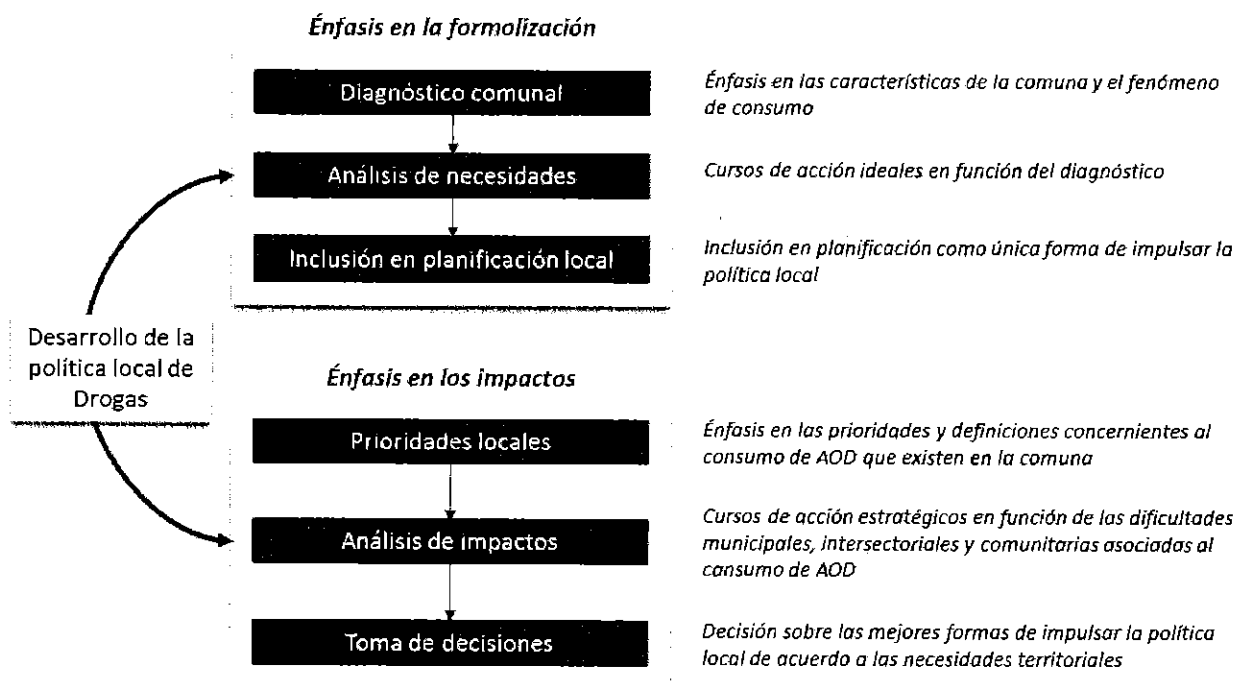 Énfasis en la formolización
Diagnóstico comunal
Énfasis en las características de la comuna y el fenómeno
de consumo
Análisis de necesidades
Cursos de acción ideales en función del diagnóstico
Inclusión en planificación local
Inclusión en planificación como única forma de impulsar la
política local
Desarrollo de la
política local de
Drogas
Énfasis en los impactos
Prioridades locales
Énfasis en las prioridades y definiciones concernientes al
consumo de AOD que existen en la comuna
Análisis de impactos
Cursos de acción estratégicos en función de las dificultades
municipales, intersectoriales y comunitarias asociadas al
consumo de AOD
Toma de decisiones
Decisión sobre las mejores formas de impulsar la política
local de acuerdo a las necesidades territoriales